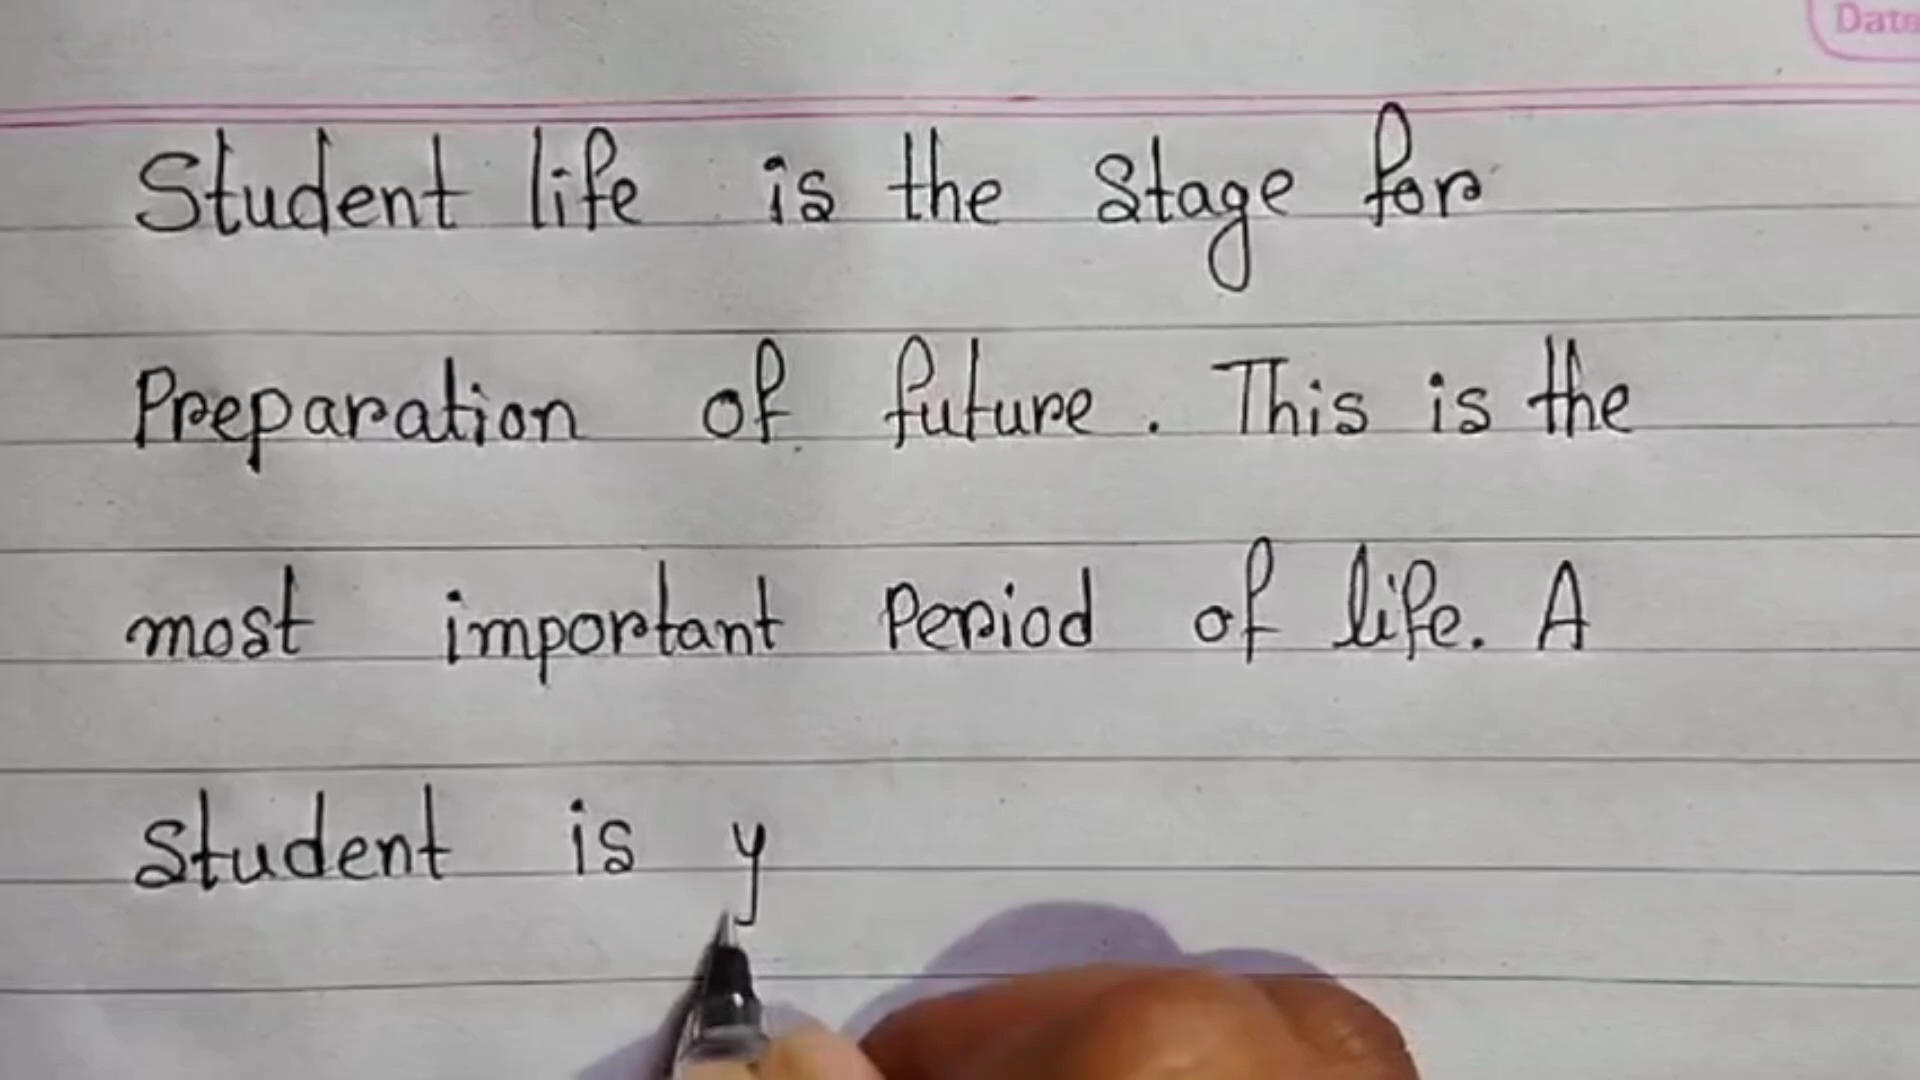 Date
Student life is the stage for
Preparation of future. This is the
most important Period of life. A
student is y